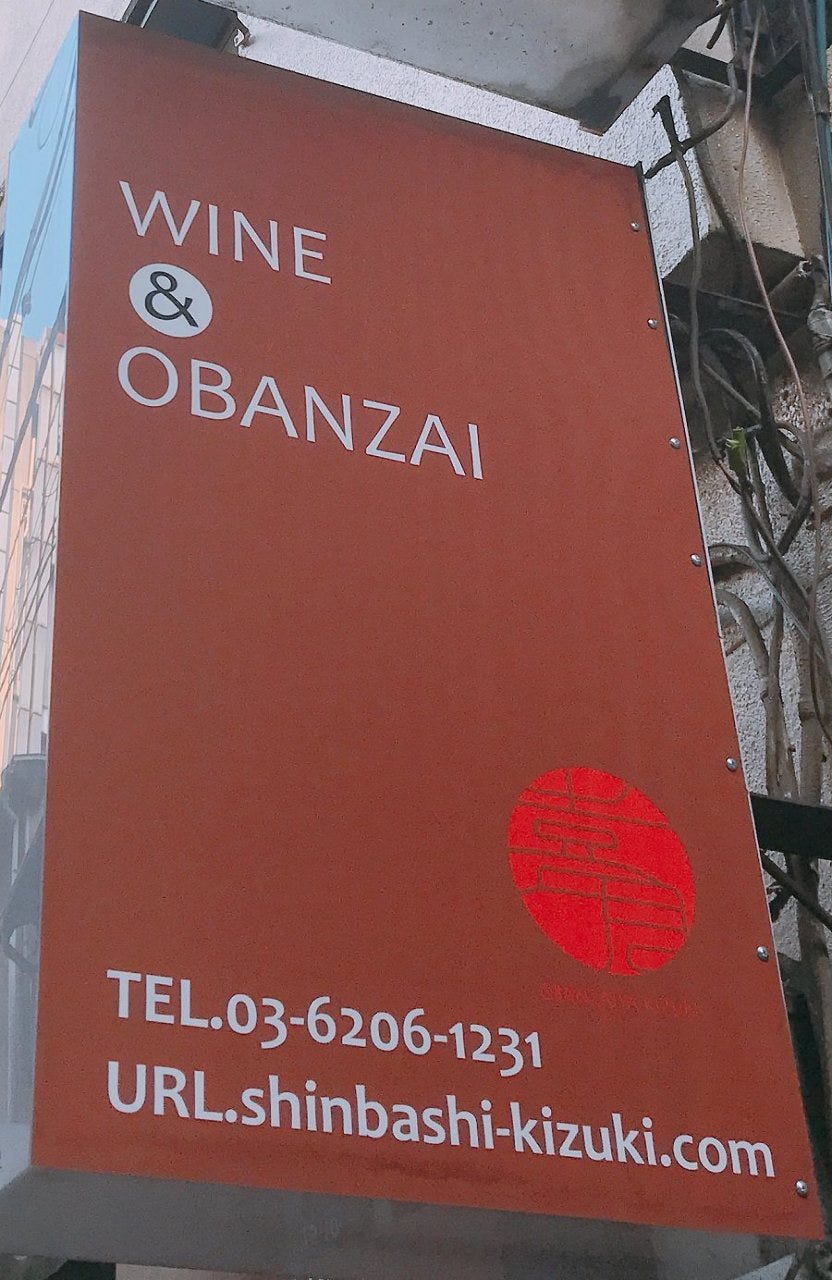 WINE
&
OBANZAI
TEL.03-6206-1231
URL.shinbashi-kizuki.com